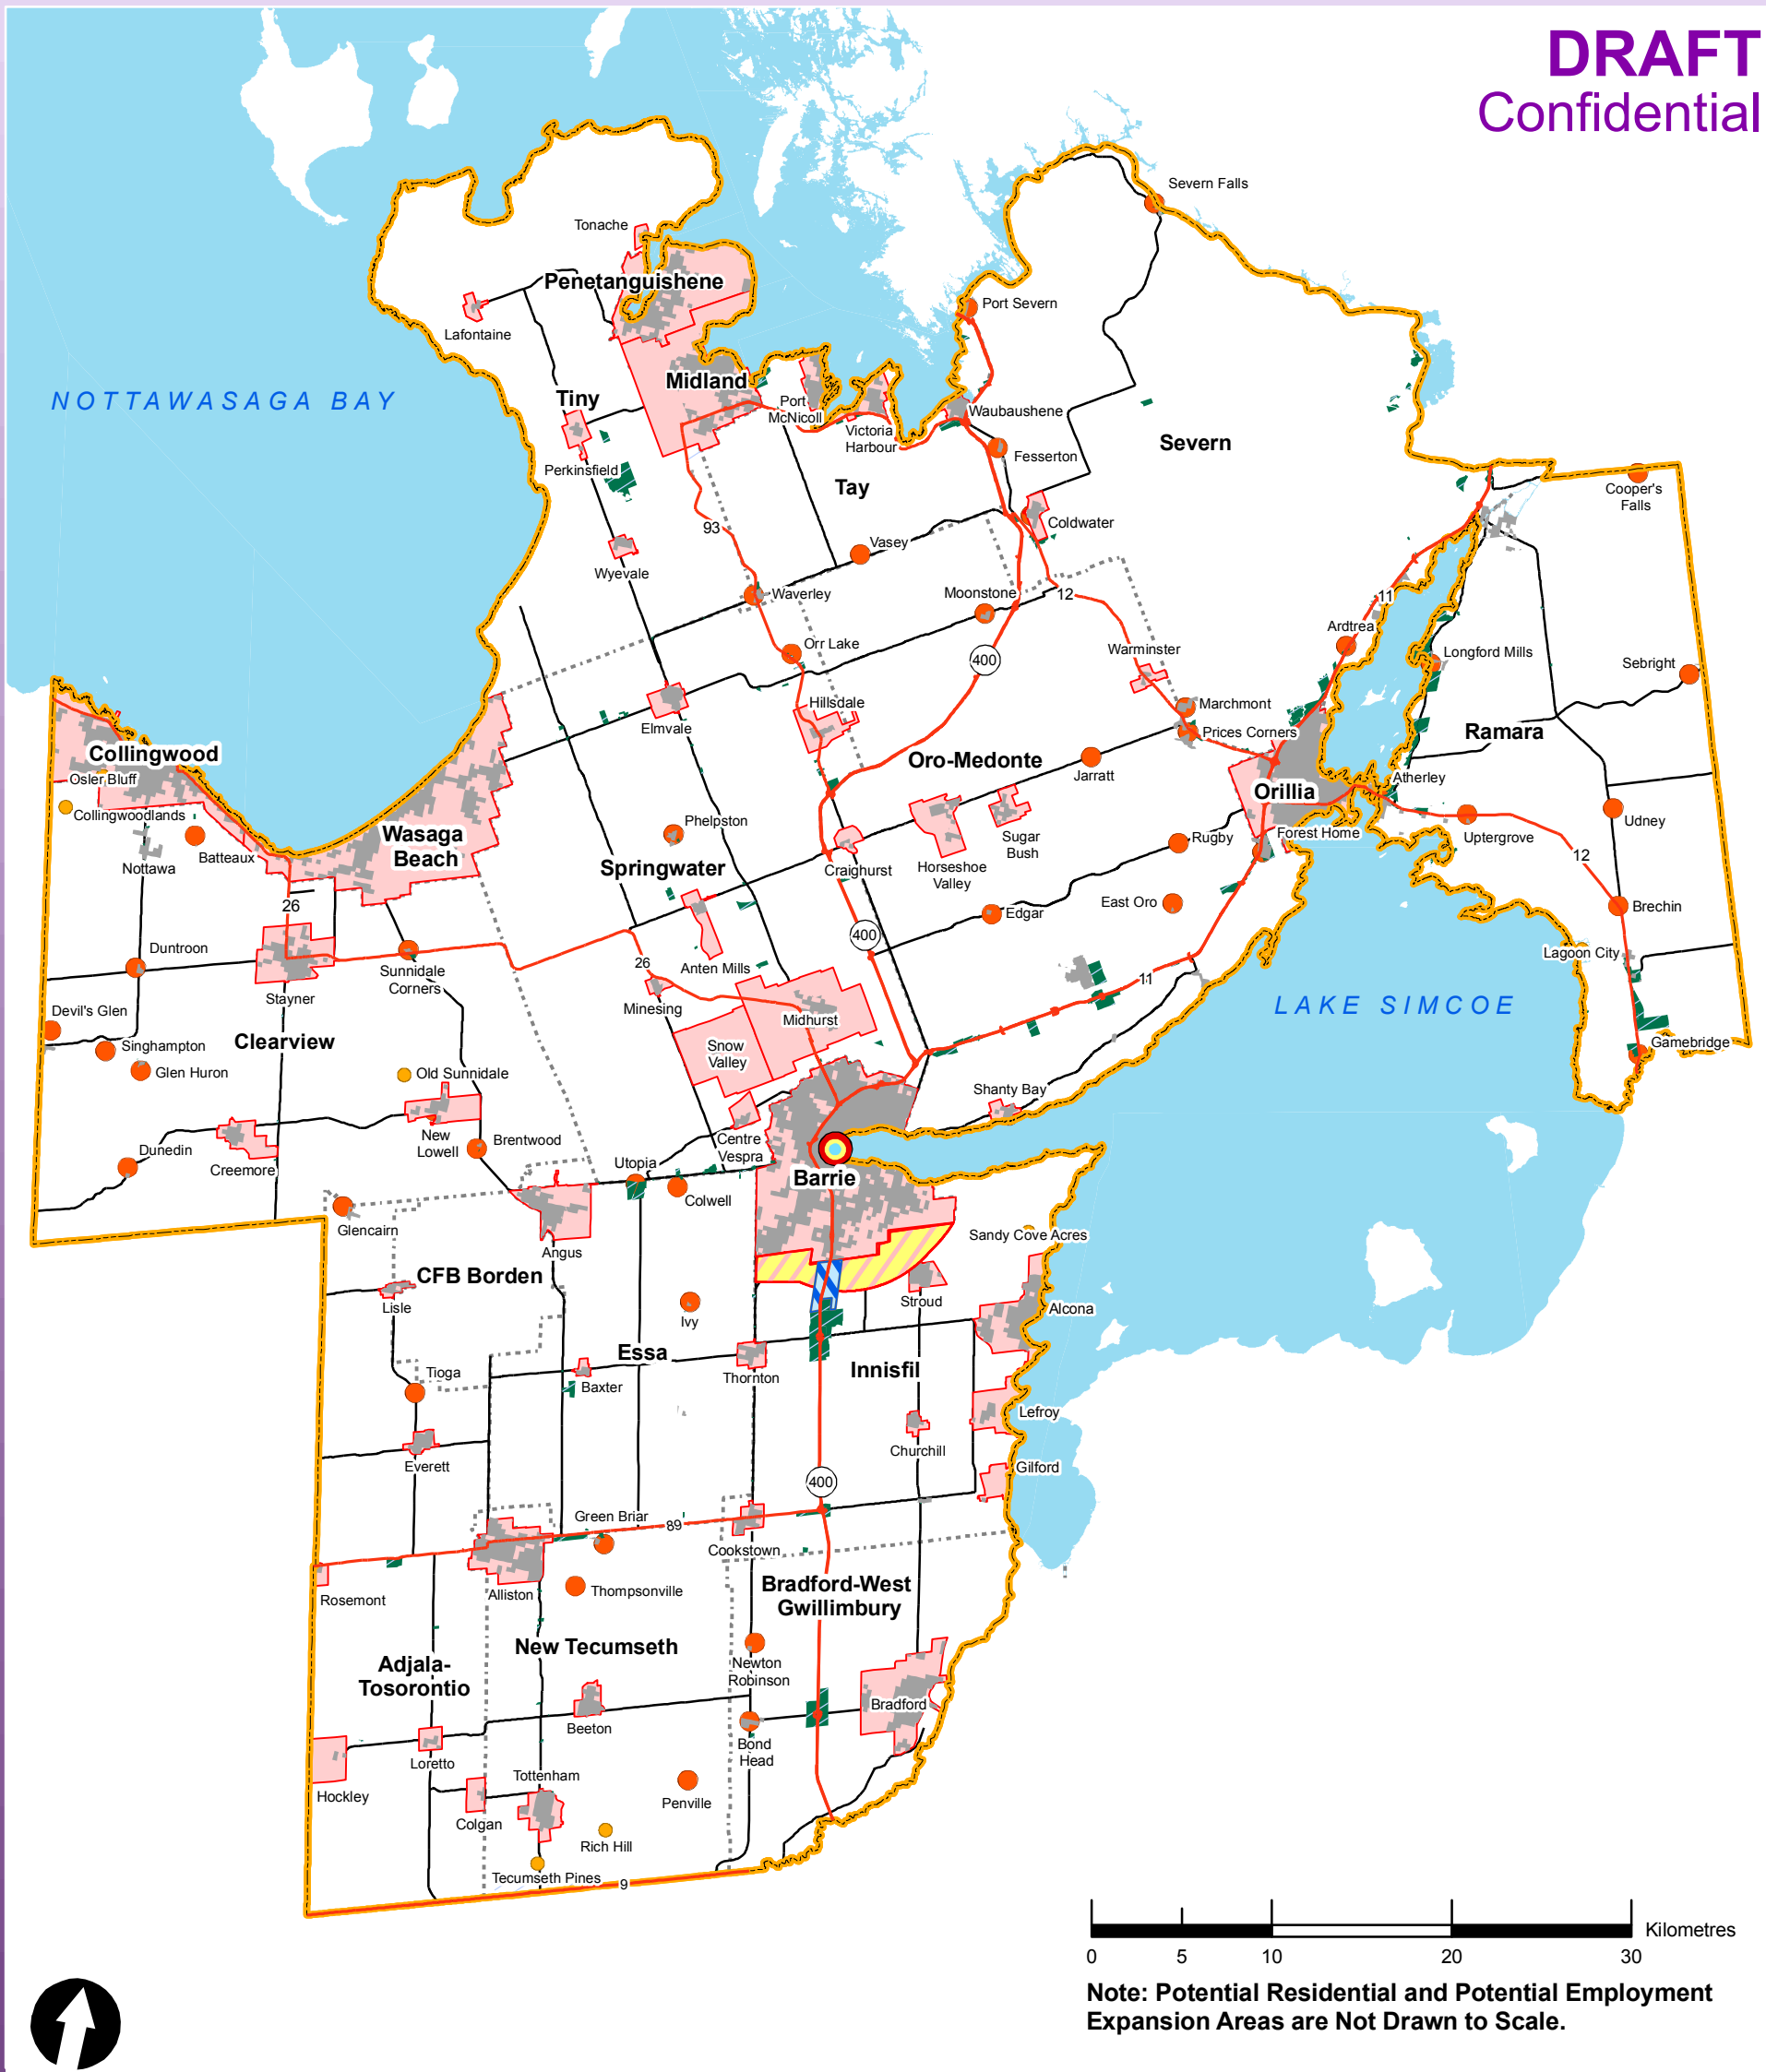 DRAFT
Confidential
Severn Falls
Tonache
Penetanguishene
Port Severn
Lafontaine
NOTTAWASAGA BAY
Midland
Tiny
Port
McNicoll
Waubaushene
Victoria
Harbour
Severn
Fesserton
Perkinsfield
Tay
Cooper's
Falls
93
Coldwater
Vasey
Wyevale
Waverley
Moonstone
12
11
Ardtrea
Orr Lake
Warminster
Longford Mills
400
Sebright
Hillsdale
Marchmont
Elmvale
Prices Corners
Ramara
Collingwood
Oro-Medonte
Jarratt
Osler Bluff
Atherley
Orillia
Collingwoodlands
Phelpston
Udney
Wasaga
Beach
Sugar
Bush
Forest Home
Rugby
Uptergrove
Batteaux
Nottawa
Springwater
Craighurst
Horseshoe
Valley
12
26
East Oro
Brechin
Edgar
400
Duntroon
Lagoon City
26
Anten Mills
Sunnidale
Corners
11
Stayner
Minesing
LAKE SIMCOE
Devil's Glen
Midhurst
Clearview
Singhampton
Snow
Valley
Gamebridge
Glen Huron
Old Sunnidale
Shanty Bay
New
Lowell
Brentwood
Centre
Vespra
Dunedin
Creemore
Utopia
Barrie
Colwell
Glencairn
Sandy Cove Acres
Angus
CFB Borden
Lisle
Stroud
Alcona
Ivy
Essa
Innisfil
Tioga
Thornton
Baxter
Lefroy
Churchill
Everett
Gilford
400
Green Briar
89
Cookstown
Bradford-West
Gwillimbury
Rosemont
Alliston
Thompsonville
New Tecumseth
Adjala-
Tosorontio
Newton
Robinson
Bradford
Beeton
Bond
Head
Loretto
Tottenham
Hockley
Penville
Colgan
Rich Hill
Tecumseth Pines
9
Kilometres
0 5 10 20 30
Note: Potential Residential and Potential Employment
Expansion Areas are Not Drawn to Scale.